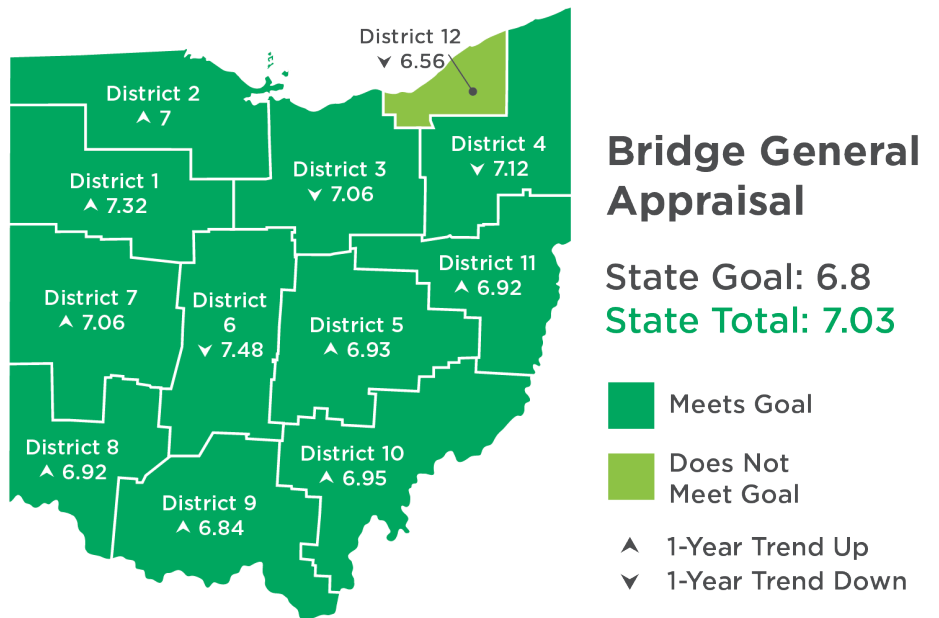 District 12
6.56
District 2
7
District 4
7.12
District 3
7.06
District 1
7.32
District 11
6.92
District 7
7.06
District
6
7.48
District 5
6.93
District 8
6.92
District 10
6.95
District 9
6.84
Bridge General
Appraisal
State Goal: 6.8
State Total: 7.03
Meets Goal
Does Not
Meet Goal
1-Year Trend Up
1-Year Trend Down